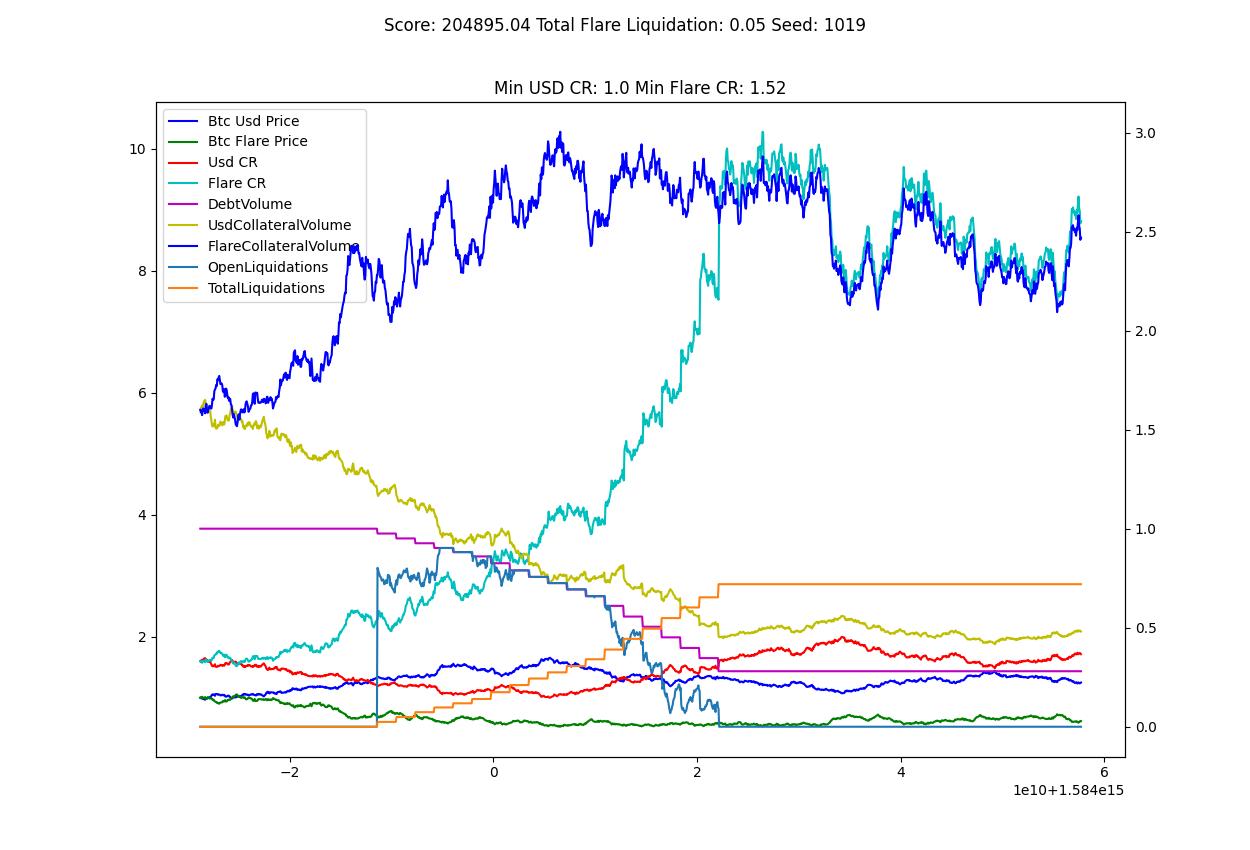 Score: 204895.04 Total Flare Liquidation: 0.05 Seed: 1019
Min USD CR: 1.0 Min Flare CR: 1.52
Btc Usd Price
Btc Flare Price
Usd CR
Flare CR
DebtVolume
UsdCollateralVolume
FlareCollateralVolume
OpenLiquidations
TotalLiquidations
10
8
6
4
2
3.0
2.5
2.0
1.5
1.0
0.5
0.0
−2
0
2
4
6
1e10+1.584e15